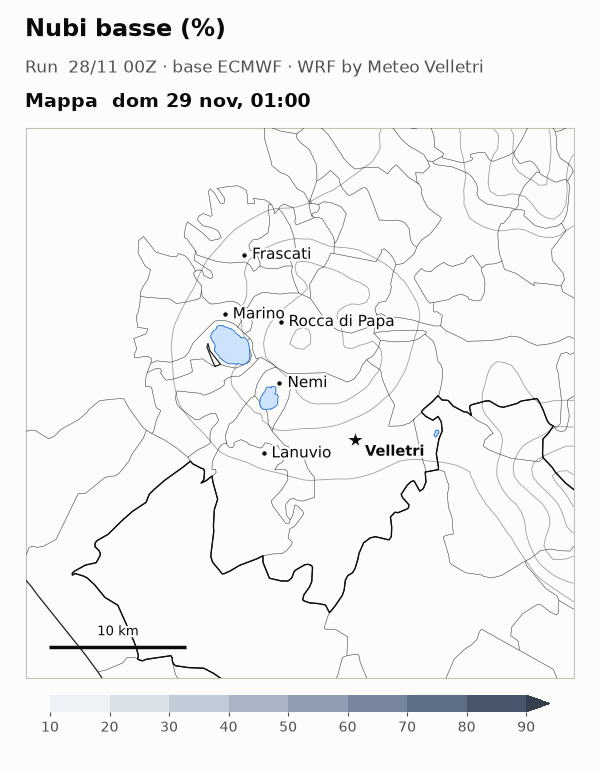 Nubi basse (%)
Run 28/11 00Z · base ECMWF · WRF by Meteo Velletri
Mappa dom 29 nov, 01:00
Frascati
Marino
Rocca di Papa
Nemi
Velletri
Lanuvio
10 km
10 20 30 40 50 60 70 80 90